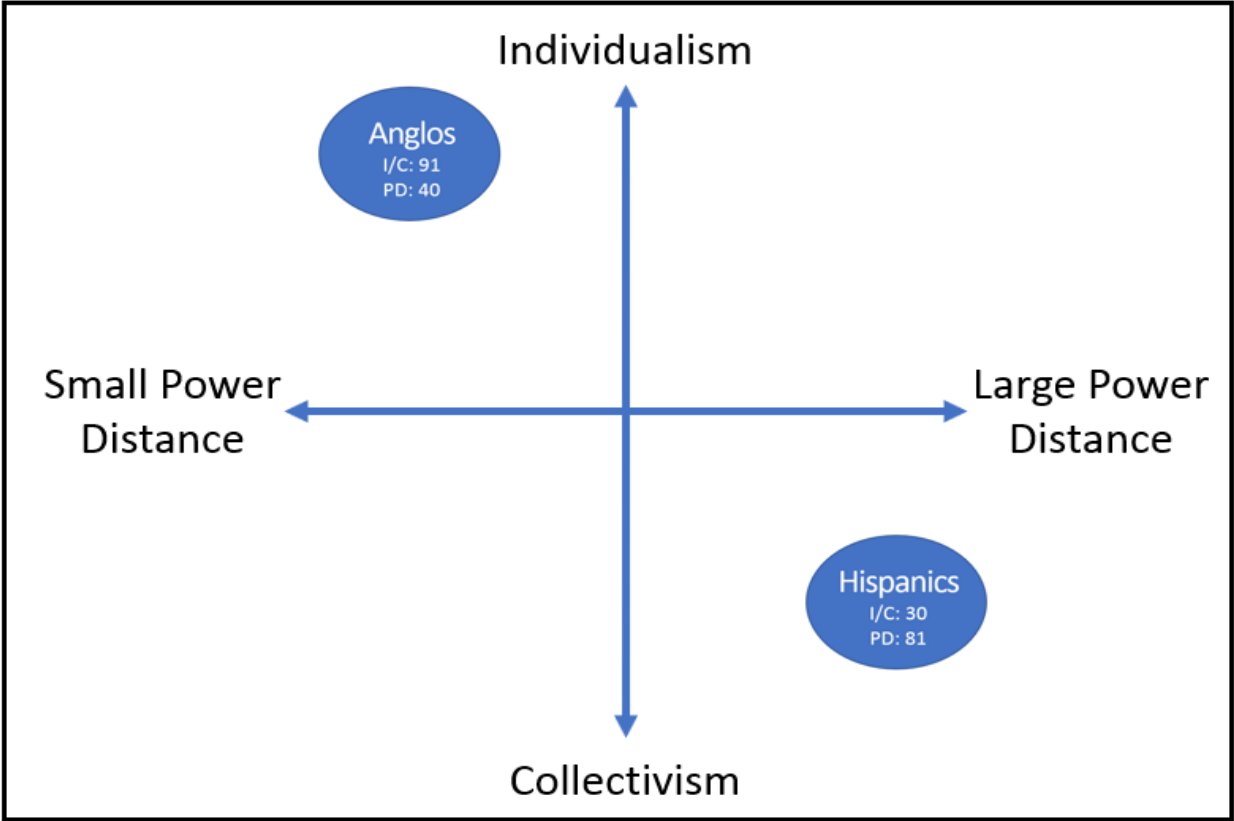 Individualism
Anglos
I/C: 91
PD: 40
Small Power
Distance
Large Power
Distance
Hispanics
I/C: 30
PD: 81
Collectivism